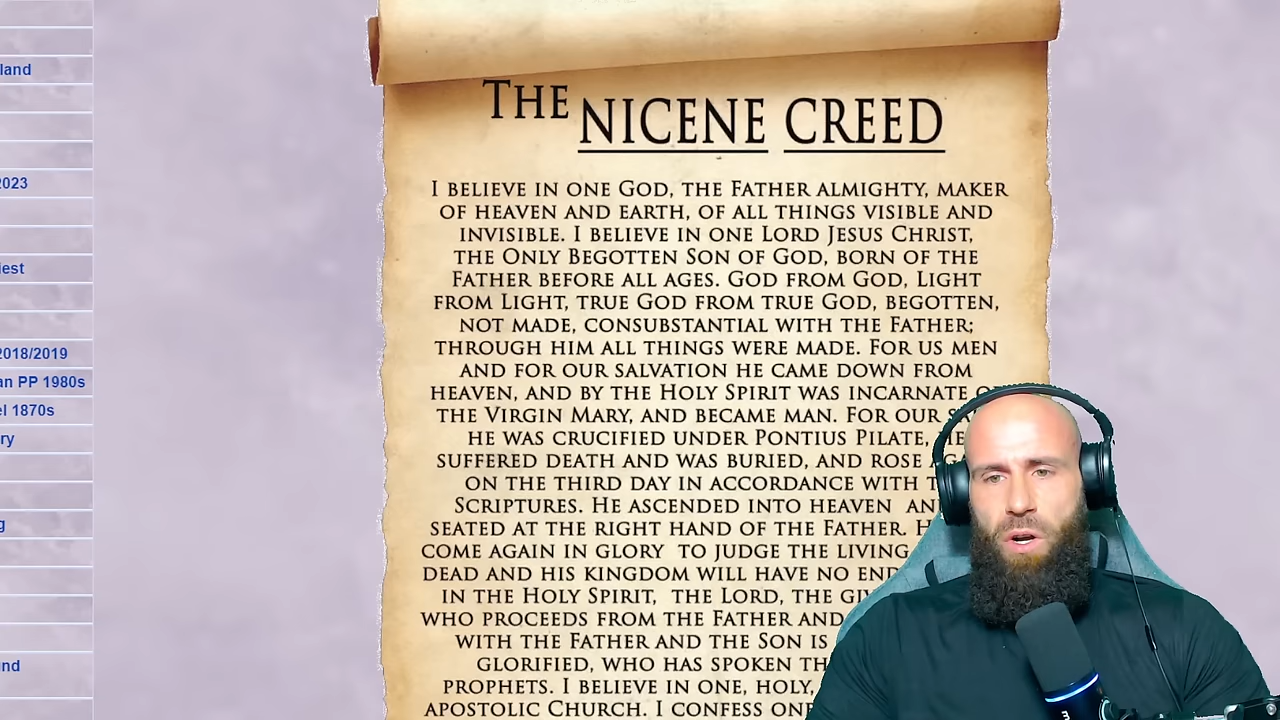 land
2023
iest
2018/2019
an PP 1980s
el 1870s
ry
g
und
THE NICENE CREED
I BELIEVE IN ONE GOD, THE FATHER ALMIGHTY, MAKER
OF HEAVEN AND EARTH, OF ALL THINGS VISIBLE AND
INVISIBLE. I BELIEVE IN ONE LORD JESUS CHRIST,
THE ONLY BEGOTTEN SON OF GOD, BORN OF THE
FATHER BEFORE ALL AGES. GOD FROM GOD, LIGHT
FROM LIGHT, TRUE GOD FROM TRUE GOD, BEGOTTEN,
NOT MADE, CONSUBSTANTIAL WITH THE FATHER;
THROUGH HIM ALL THINGS WERE MADE. FOR US MEN
AND FOR OUR SALVATION HE CAME DOWN FROM
HEAVEN, AND BY THE HOLY SPIRIT WAS INCARNATE
THE VIRGIN MARY, AND BECAME MAN. FOR OUR
HE WAS CRUCIFIED UNDER PONTIUS PILATE,
SUFFERED DEATH AND WAS BURIED, AND ROSE
ON THE THIRD DAY IN ACCORDANCE WITH
SCRIPTURES. HE ASCENDED INTO HEAVEN
SEATED AT THE RIGHT HAND OF THE FATHER.
COME AGAIN IN GLORY TO JUDGE THE LIVING
DEAD AND HIS KINGDOM WILL HAVE NO END
IN THE HOLY SPIRIT, THE LORD, THE
WHO PROCEEDS FROM THE FATHER AND
WITH THE FATHER AND THE SON IS
GLORIFIED, WHO HAS SPOKEN
PROPHETS. I BELIEVE IN ONE, HOLY,
APOSTOLIC CHURCH. I CONFESS ONE